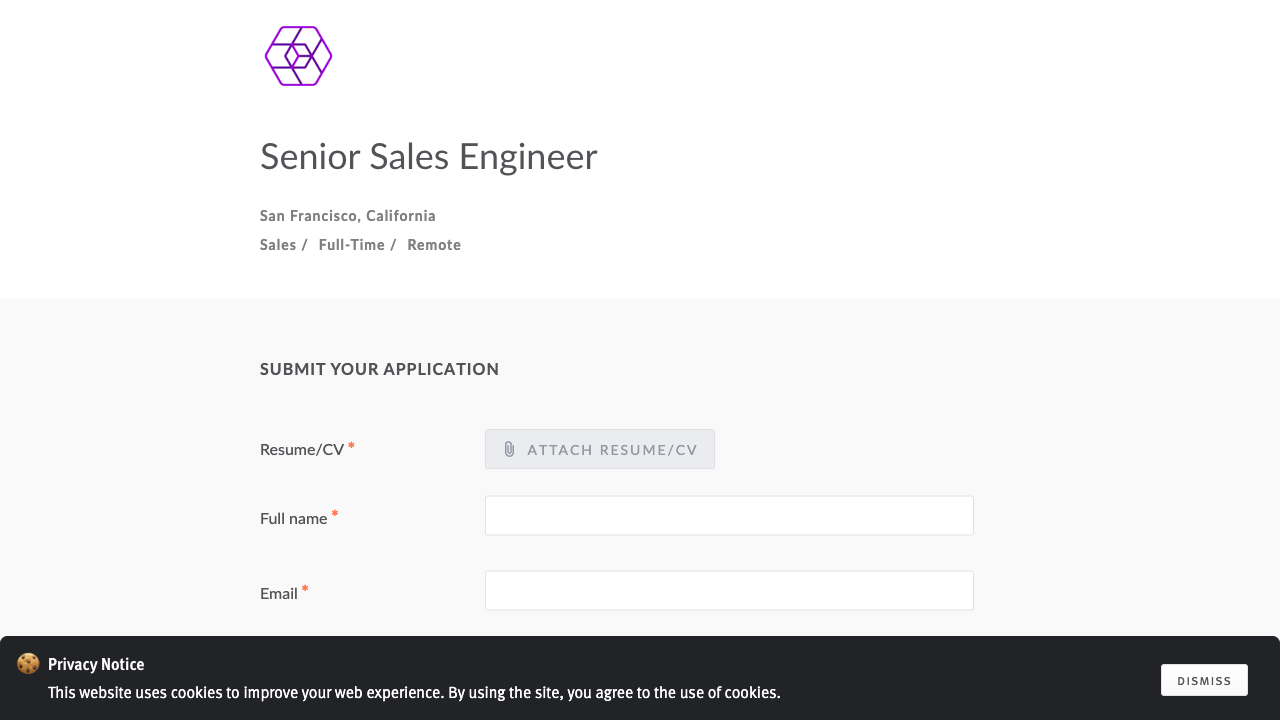 Senior Sales Engineer
San Francisco, California
Sales / Full-Time / Remote
SUBMIT YOUR APPLICATION
Resume/CV *
ATTACH RESUME/CV
Full name *
Email *
Privacy Notice
This website uses cookies to improve your web experience. By using the site, you agree to the use of cookies.
DISMISS